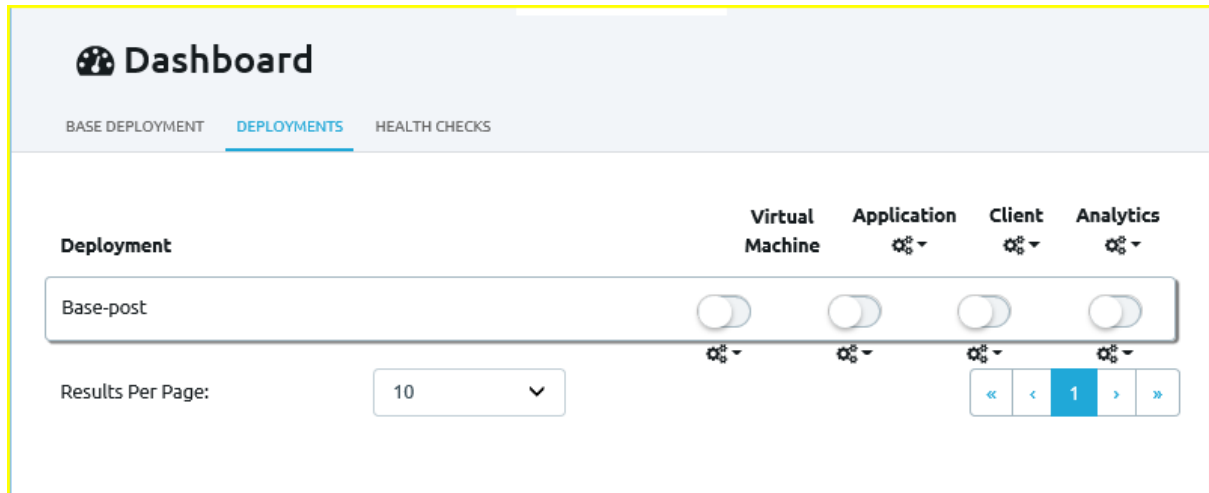 Dashboard
BASE DEPLOYMENT DEPLOYMENTS HEALTH CHECKS
Deployment Virtual Machine Application Client Analytics
Base-post
Results Per Page: 10 « ‹ 1 › »